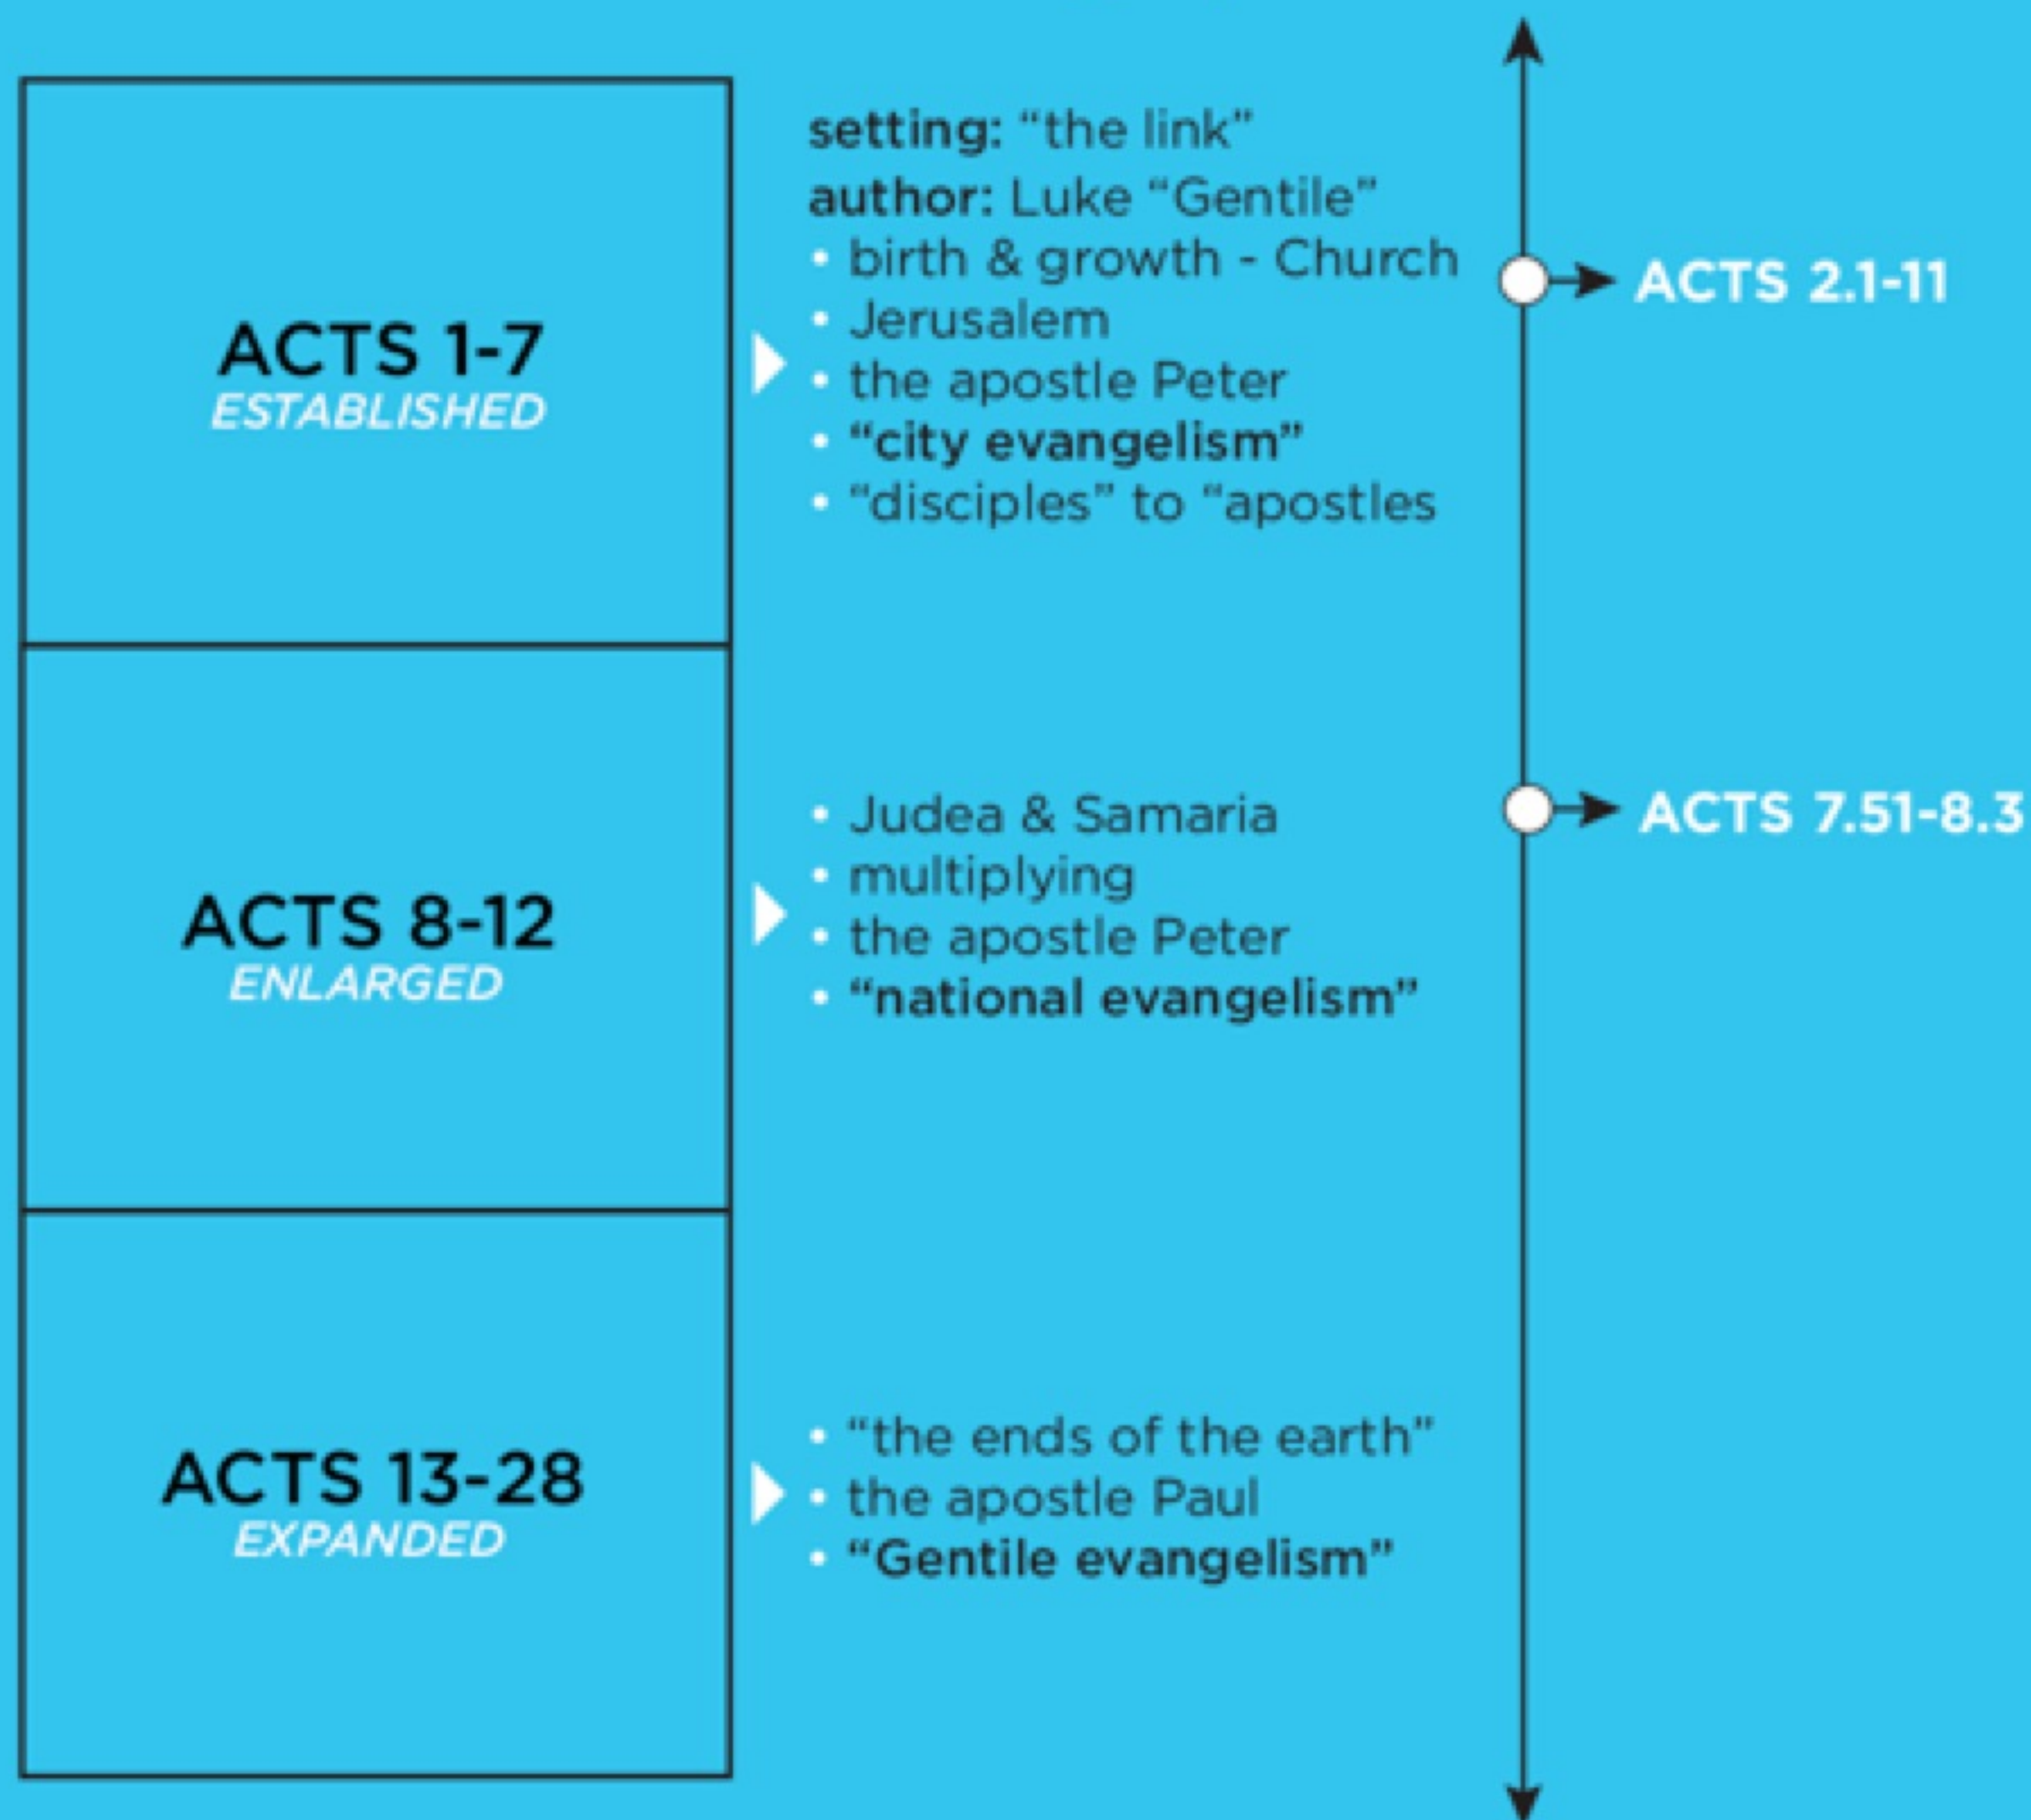 ACTS 1-7
ESTABLISHED
setting: “the link”
author: Luke “Gentile”
• birth & growth - Church
• Jerusalem
• the apostle Peter
• “city evangelism”
• “disciples” to “apostles
ACTS 2.1-11
ACTS 8-12
ENLARGED
• Judea & Samaria
• multiplying
• the apostle Peter
• “national evangelism”
ACTS 7.51-8.3
ACTS 13-28
EXPANDED
• “the ends of the earth”
• the apostle Paul
• “Gentile evangelism”